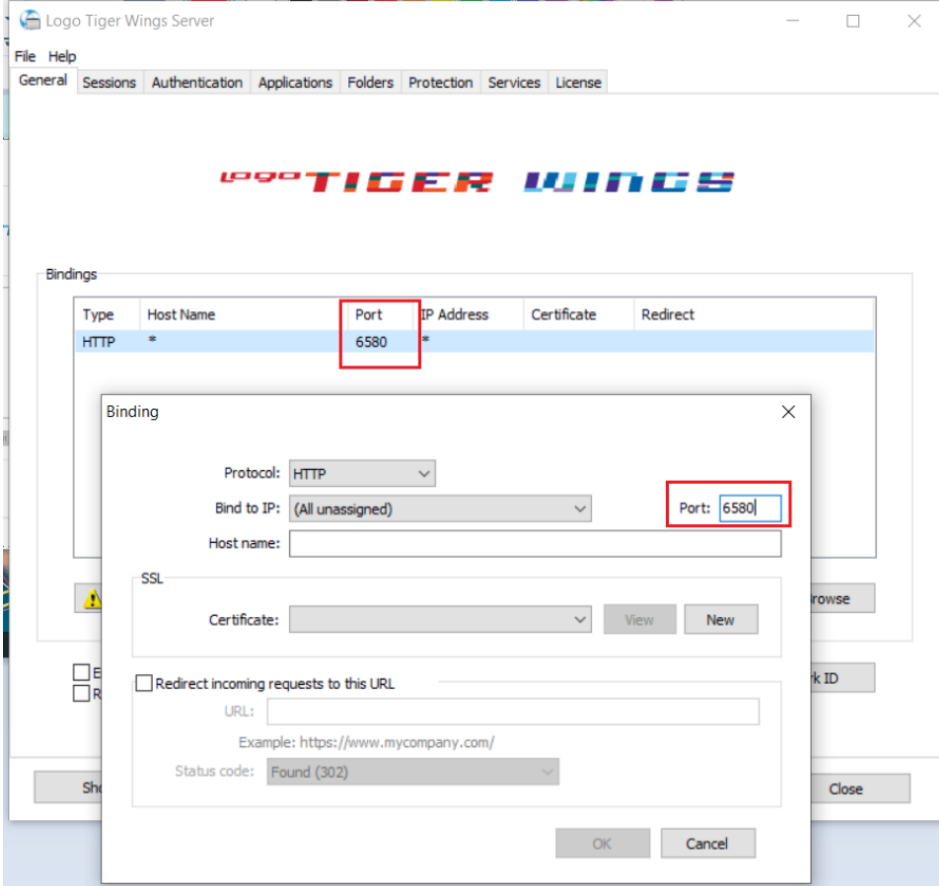 Logo Tiger Wings Server
File Help
General Sessions Authentication Applications Folders Protection Services License
LOGO TIGER WINGS
Bindings
Type Host Name Port IP Address Certificate Redirect
HTTP * 6580 *
Binding
Protocol: HTTP
Bind to IP: (All unassigned) Port: 6580
Host name:
SSL
rowse
Certificate: View New
E
rk ID
Redirect incoming requests to this URL
R
URL:
Example: https://www.mycompany.com/
Status code: Found (302)
Sho
Close
OK Cancel